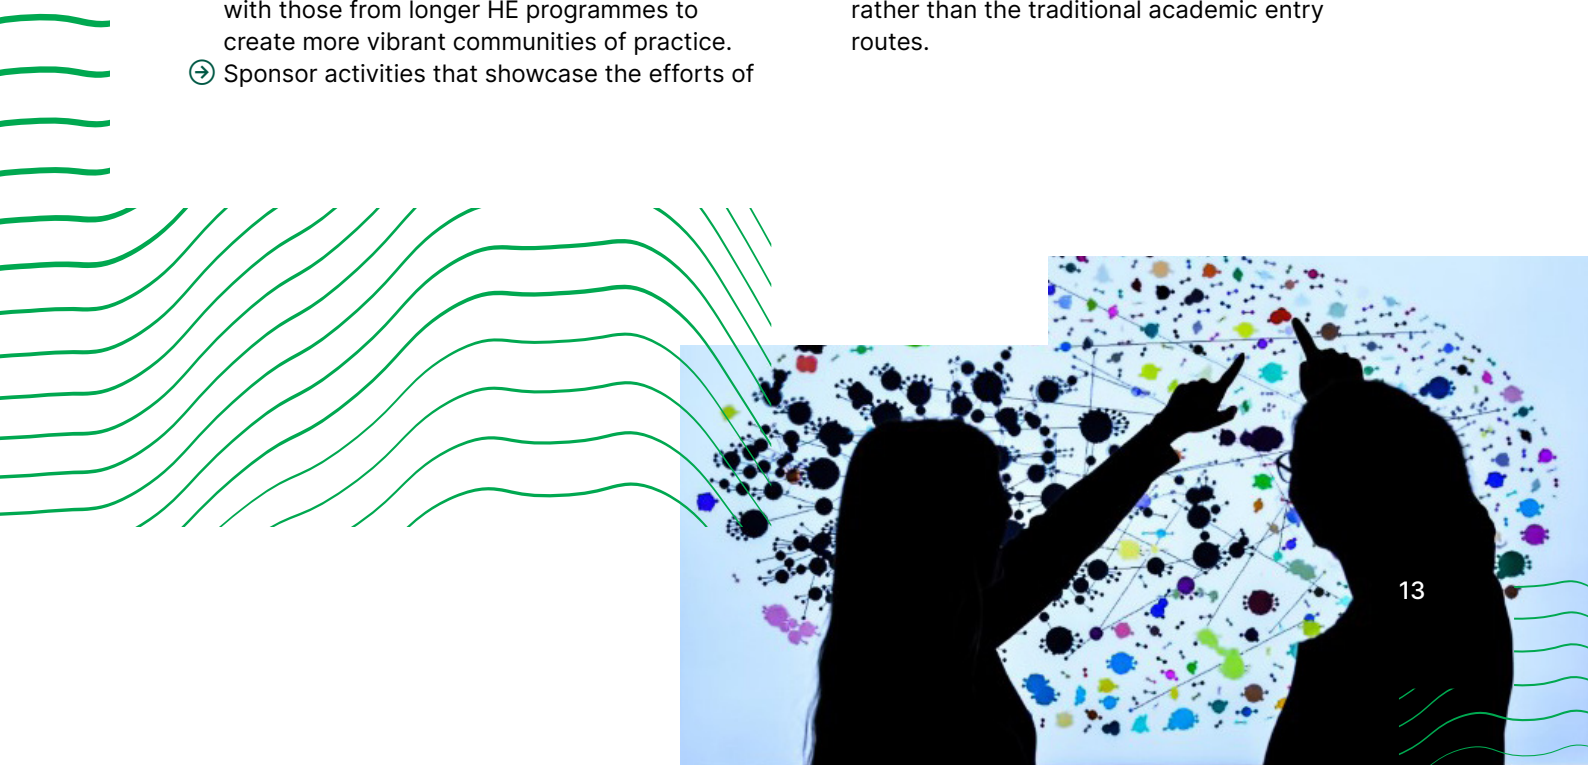 with those from longer HE programmes to
create more vibrant communities of practice.
Sponsor activities that showcase the efforts of
rather than the traditional academic entry
routes.
13